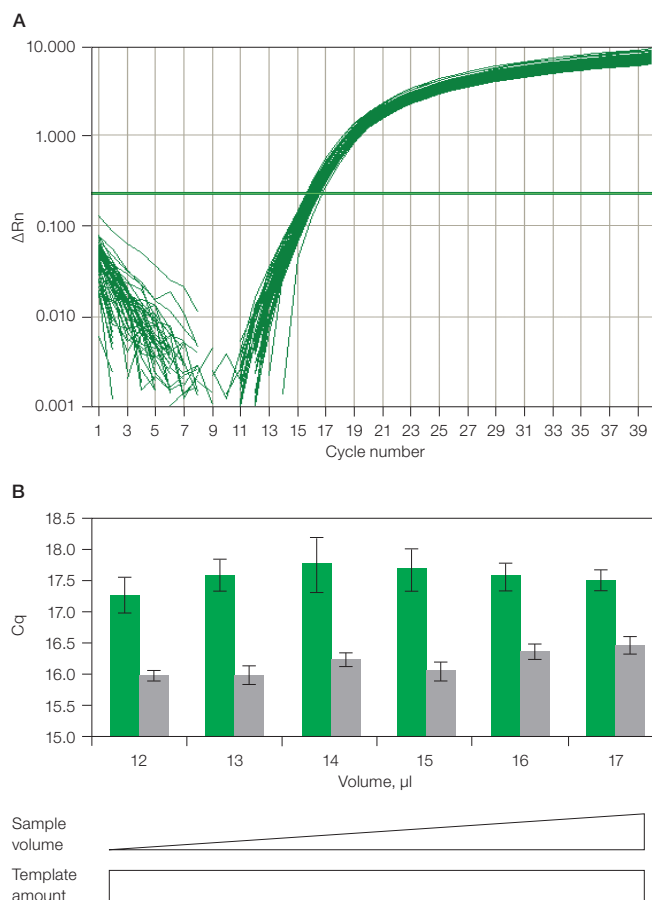 A
10.000
1.000
0.100
0.010
0.001
ΔRn
1 3 5 7 9 11 13 15 17 19 21 23 25 27 29 31 33 35 37 39
Cycle number
B
18.5
18.0
17.5
17.0
16.5
16.0
15.5
15.0
Cq
12 13 14 15 16 17
Volume, µl
Sample
volume
Template
amount